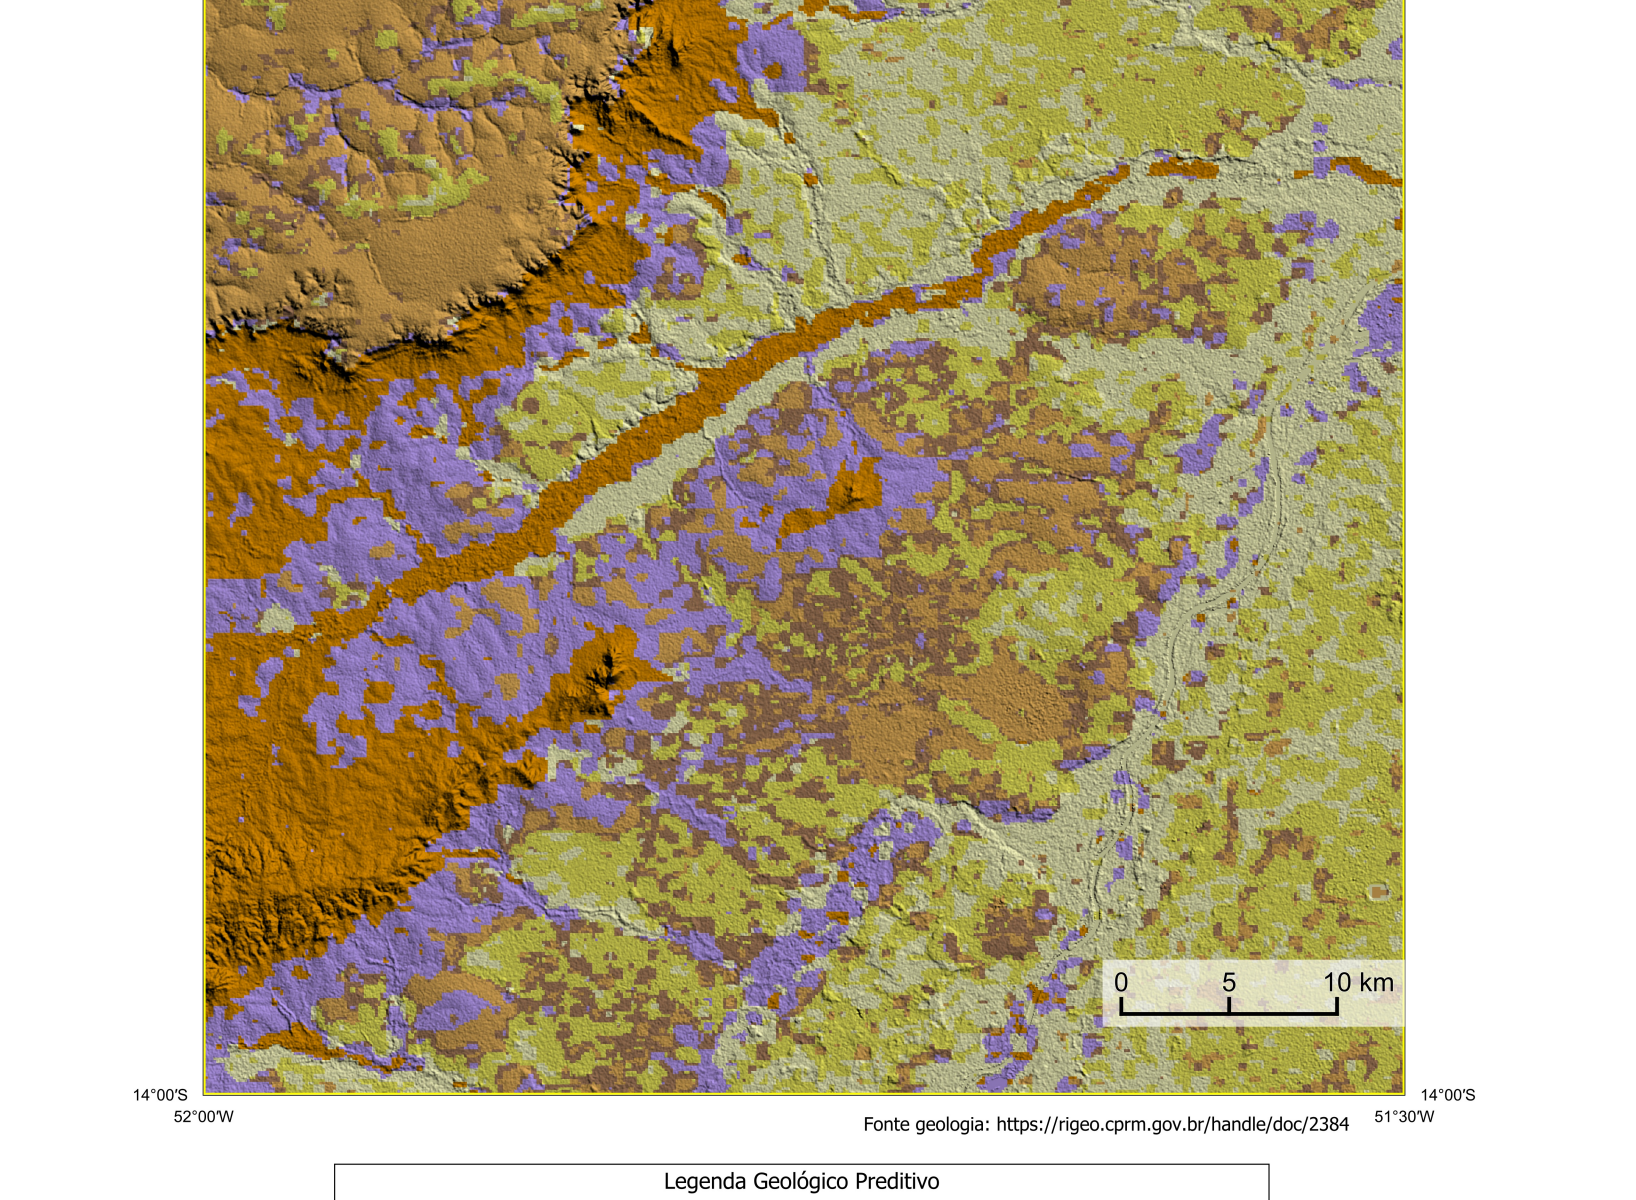 0 5 10 km
14°00'S 14°00'S
52°00'W 51°30'W
Fonte geologia: https://rigeo.cprm.gov.br/handle/doc/2384
Legenda Geológico Preditivo